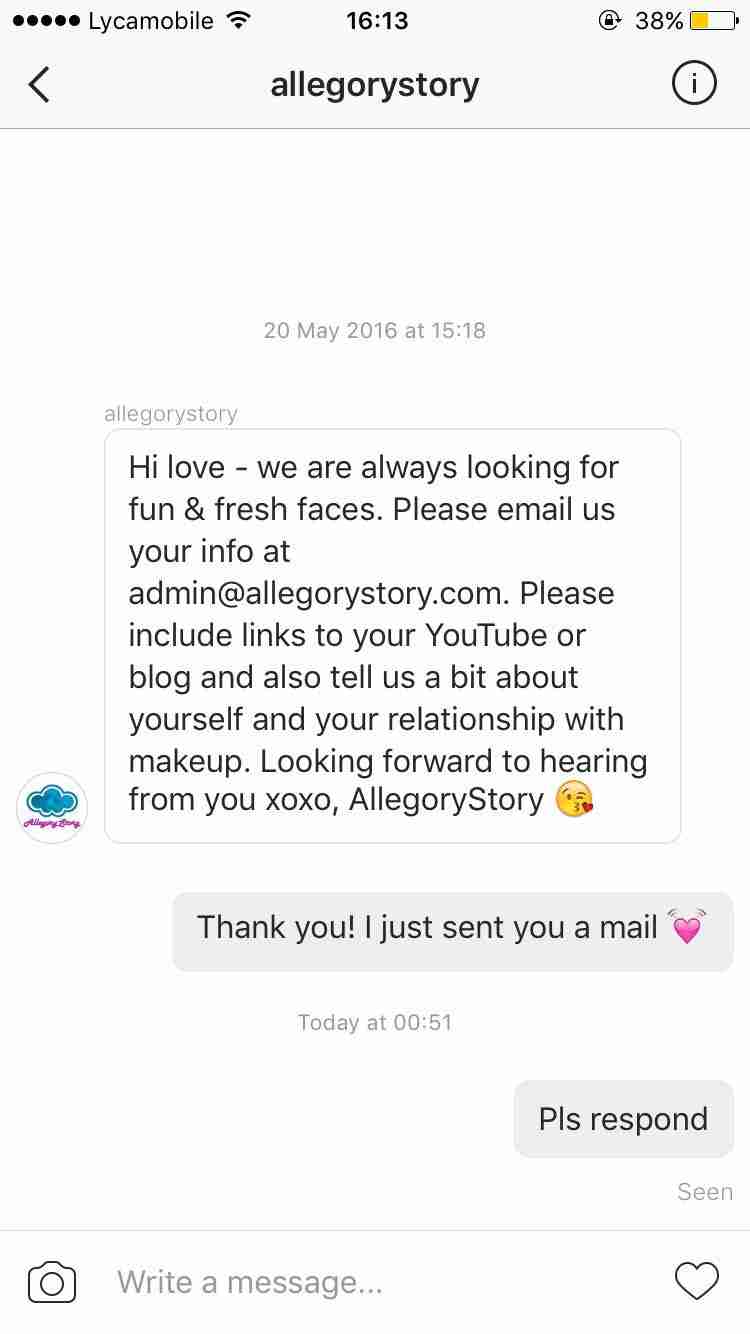 Lycamobile 16:13 38%
allegorystory
20 May 2016 at 15:18
allegorystory
Hi love - we are always looking for
fun & fresh faces. Please email us
your info at
admin@allegorystory.com. Please
include links to your YouTube or
blog and also tell us a bit about
yourself and your relationship with
makeup. Looking forward to hearing
from you xoxo, AllegoryStory 😘
Allegory Story
Thank you! I just sent you a mail 💓
Today at 00:51
Pls respond
Seen
Write a message...